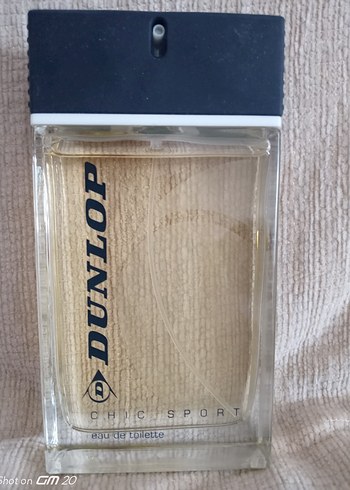 DUNLOP
D
CHIC SPORT
eau de toilette
Shot on GM 20